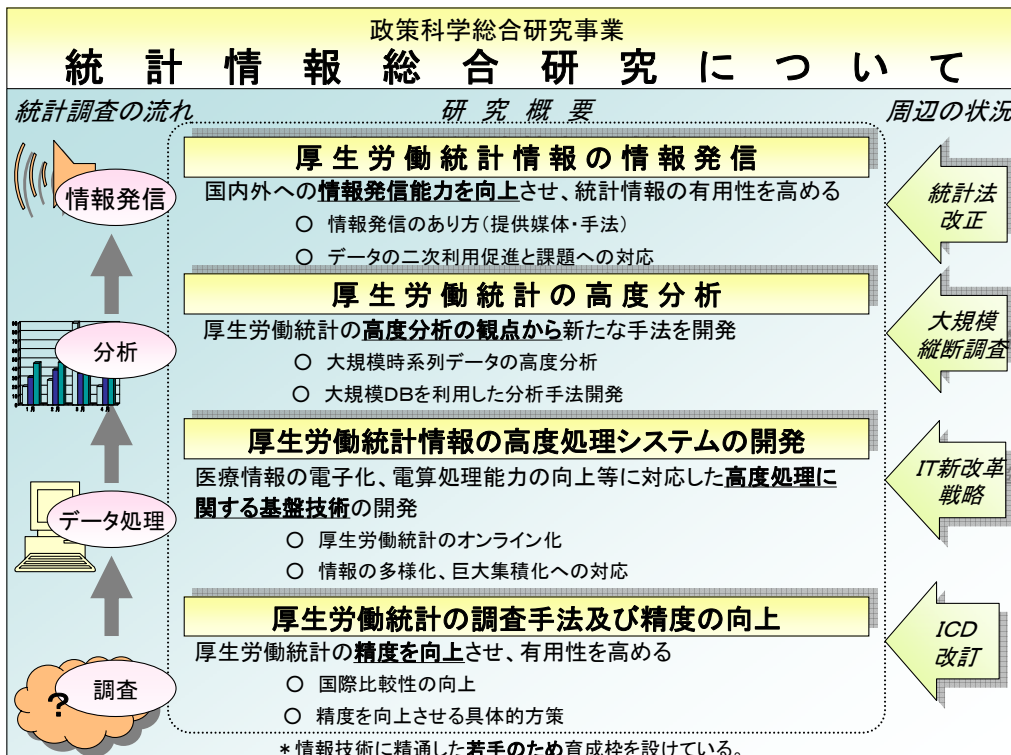 政策科学総合研究事業
統計情報総合研究について
統計調査の流れ
研究概要
周辺の状況
情報発信
厚生労働統計情報の情報発信
国内外への情報発信能力を向上させ、統計情報の有用性を高める
○ 情報発信のあり方(提供媒体・手法)
○ データの二次利用促進と課題への対応
統計法
改正
分析
厚生労働統計の高度分析
厚生労働統計の高度分析の観点から新たな手法を開発
○ 大規模時系列データの高度分析
○ 大規模DBを利用した分析手法開発
大規模
縦断調査
90
80
70
60
50
40
30
20
10
0
1月 2月 3月 4月
データ処理
厚生労働統計情報の高度処理システムの開発
医療情報の電子化、電算処理能力の向上等に対応した高度処理に
関する基盤技術の開発
○ 厚生労働統計のオンライン化
○ 情報の多様化、巨大集積化への対応
IT新改革
戦略
調査
?
厚生労働統計の調査手法及び精度の向上
厚生労働統計の精度を向上させ、有用性を高める
○ 国際比較性の向上
○ 精度を向上させる具体的方策
ICD
改訂
*情報技術に精通した若手のため育成枠を設けている。